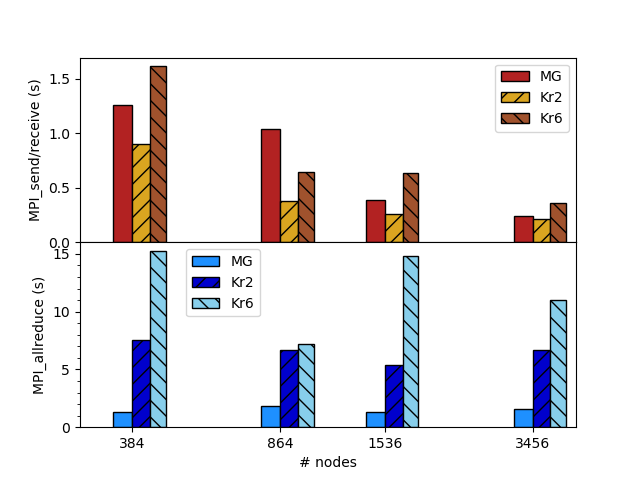 MPI_send/receive (s)
1.5
1.0
0.5
0.0
MG
Kr2
Kr6
MPI_allreduce (s)
15
10
5
0
MG
Kr2
Kr6
384
864
1536
3456
# nodes